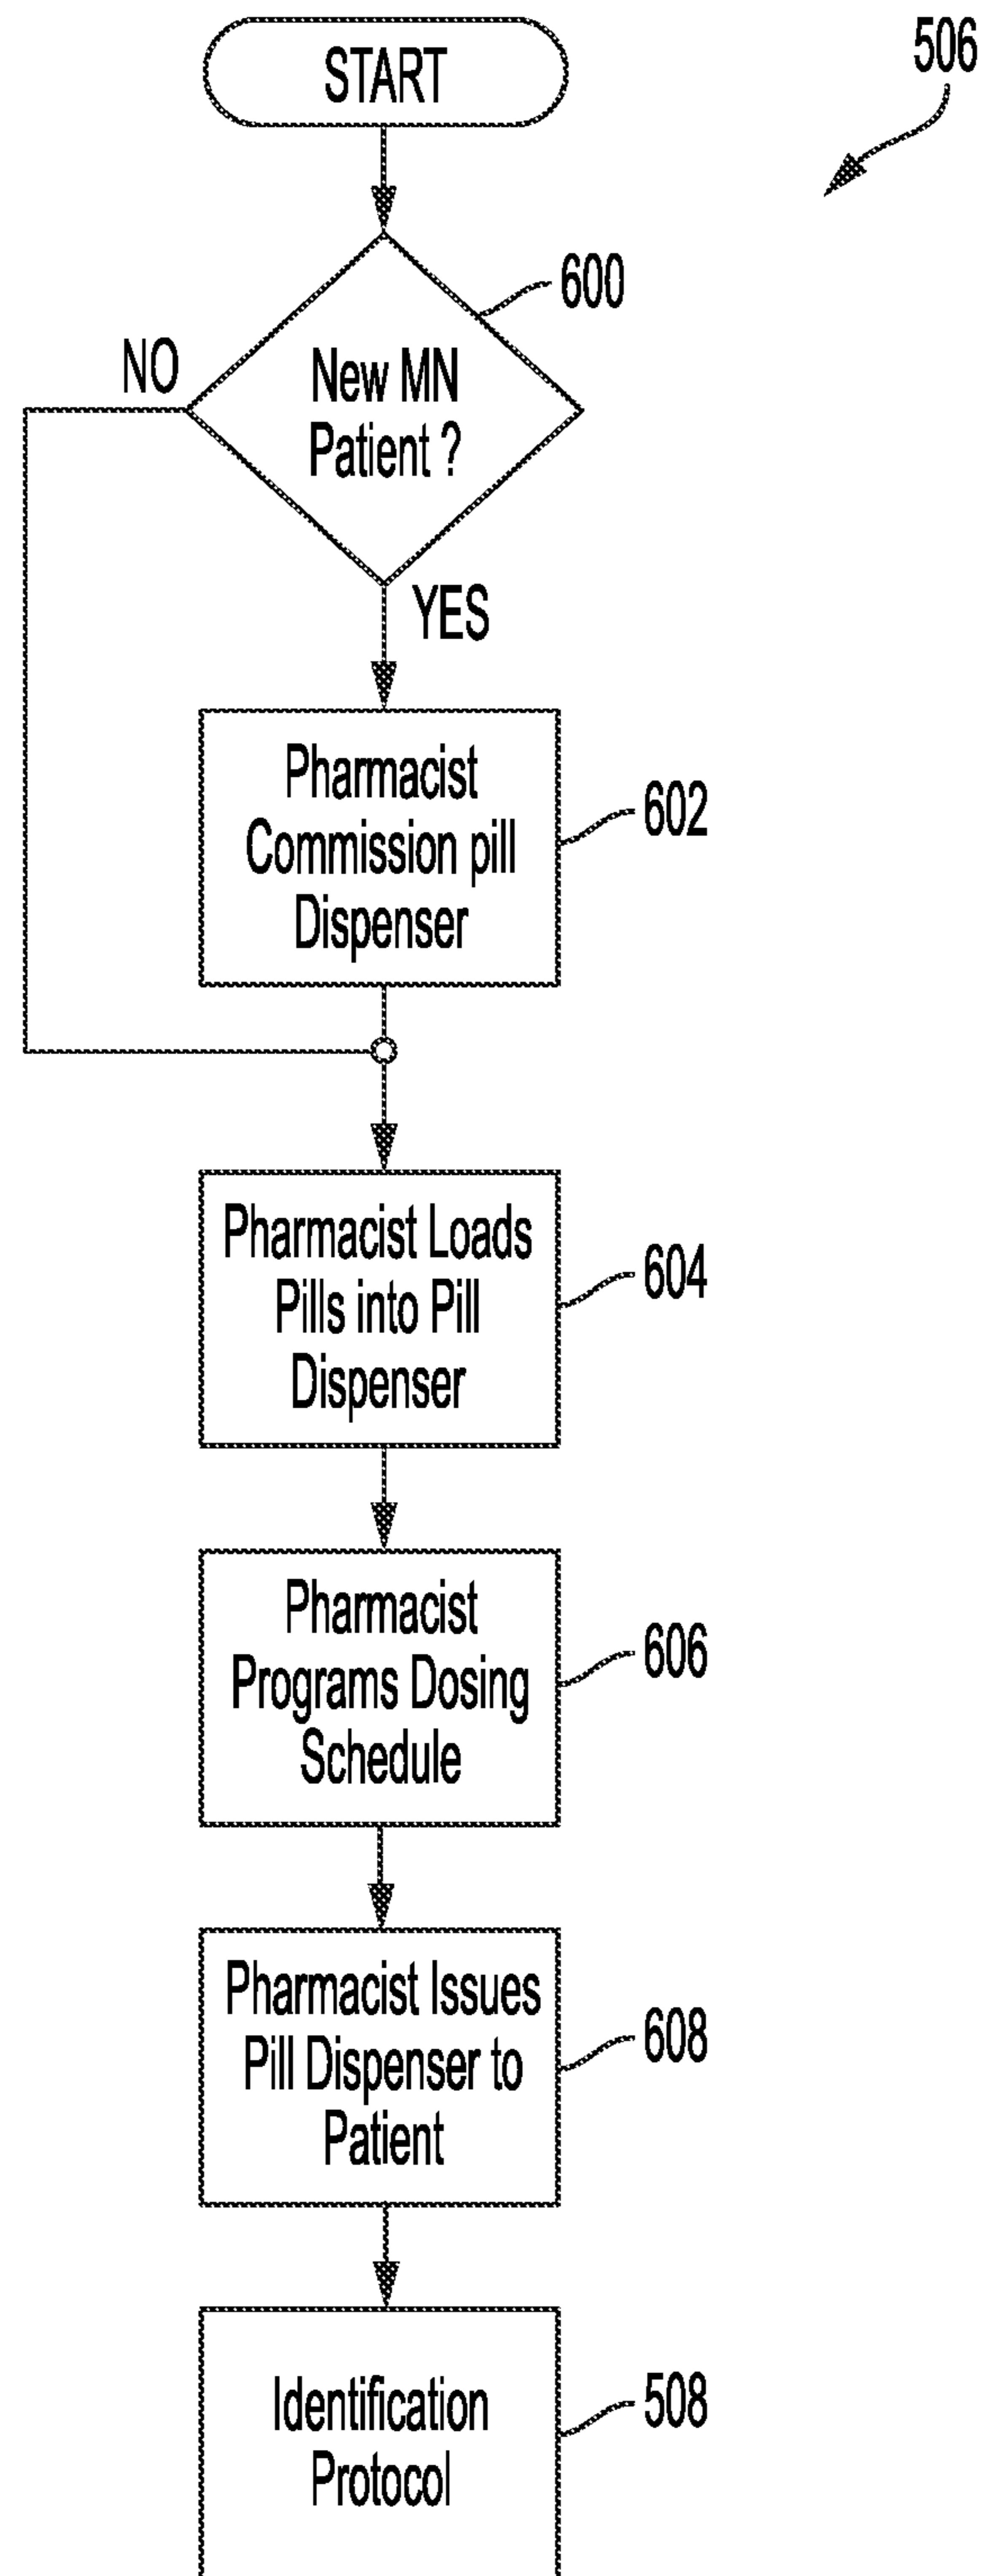 START
506
600
NO
New MN
Patient ?
YES
Pharmacist
Commission pill
Dispenser
602
Pharmacist Loads
Pills into Pill
Dispenser
604
Pharmacist
Programs Dosing
Schedule
606
Pharmacist Issues
Pill Dispenser to
Patient
608
Identification
Protocol
508